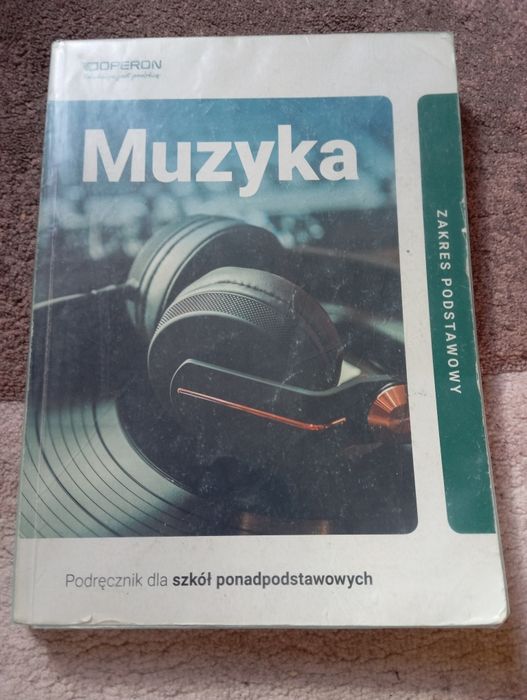 OPERON
Muzyka
ZAKRES PODSTAWOWY
Podręcznik dla szkół ponadpodstawowych